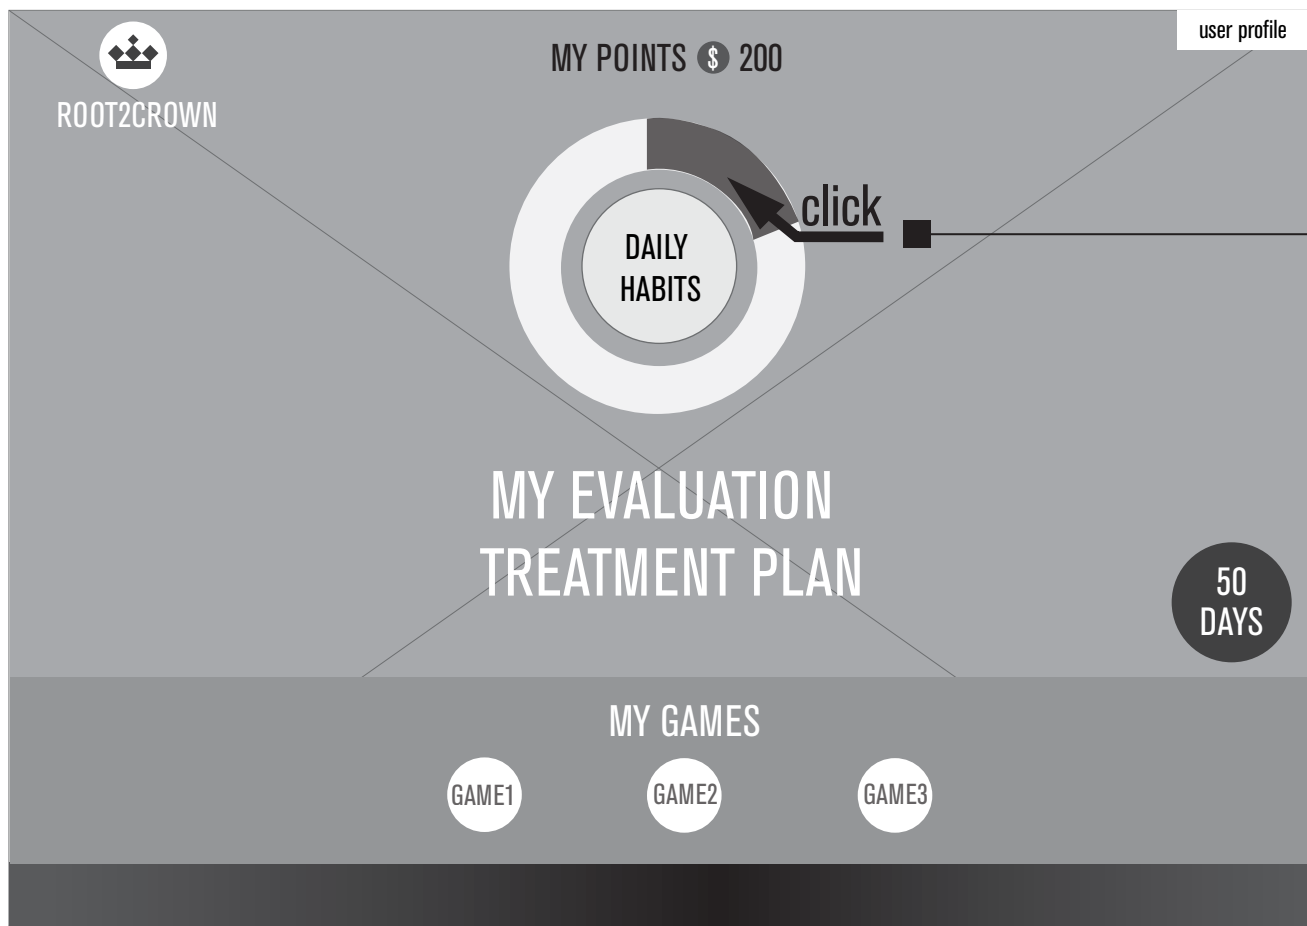 user profile
MY POINTS $ 200
ROOT2CROWN
click
DAILY
HABITS
MY EVALUATION
TREATMENT PLAN
50
DAYS
MY GAMES
GAME1 GAME2 GAME3